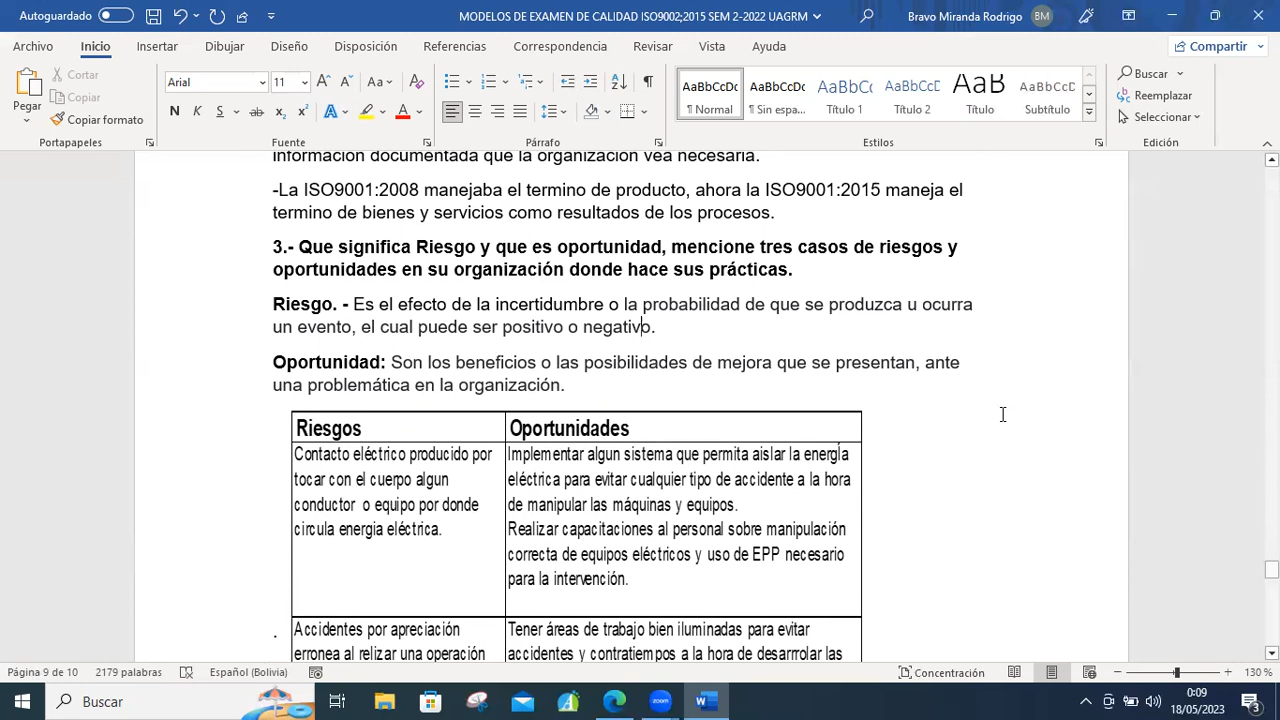 Autoguardado
MODELOS DE EXAMEN DE CALIDAD ISO9002;2015 SEM 2-2022 UAGRM
Bravo Miranda Rodrigo
BM
Archivo Inicio Insertar Dibujar Diseño Disposición Referencias Correspondencia Revisar Vista Ayuda
Compartir
Pegar
Cortar
Copiar
Copiar formato
Portapapeles
Arial 11
Aa
N K S ab x2 x2 A A
Fuente
Párrafo
AaBbCcDc AaBbCcDc AaBbCc AaBbCcD AaB AaBbCcD
¶ Normal ¶ Sin espa... Título 1 Título 2 Título Subtítulo
Estilos
Buscar
Reemplazar
Seleccionar
Edición
información documentada que la organización vea necesaria.
-La ISO9001:2008 manejaba el termino de producto, ahora la ISO9001:2015 maneja el
termino de bienes y servicios como resultados de los procesos.
3.- Que significa Riesgo y que es oportunidad, mencione tres casos de riesgos y
oportunidades en su organización donde hace sus prácticas.
Riesgo. - Es el efecto de la incertidumbre o la probabilidad de que se produzca u ocurra
un evento, el cual puede ser positivo o negativo.
Oportunidad: Son los beneficios o las posibilidades de mejora que se presentan, ante
una problemática en la organización.
Riesgos
Oportunidades
Contacto eléctrico producido por
tocar con el cuerpo algun
conductor o equipo por donde
circula energia eléctrica.
Implementar algun sistema que permita aislar la energÍa
eléctrica para evitar cualquier tipo de accidente a la hora
de manipular las máquinas y equipos.
Realizar capacitaciones al personal sobre manipulación
correcta de equipos eléctricos y uso de EPP necesario
para la intervención.
.
Accidentes por apreciación
erronea al relizar una operación
Tener áreas de trabajo bien iluminadas para evitar
accidentes y contratiempos a la hora de desarrrolar las
Página 9 de 10 2179 palabras Español (Bolivia) Concentración 130 %
Buscar
0:09
18/05/2023
3